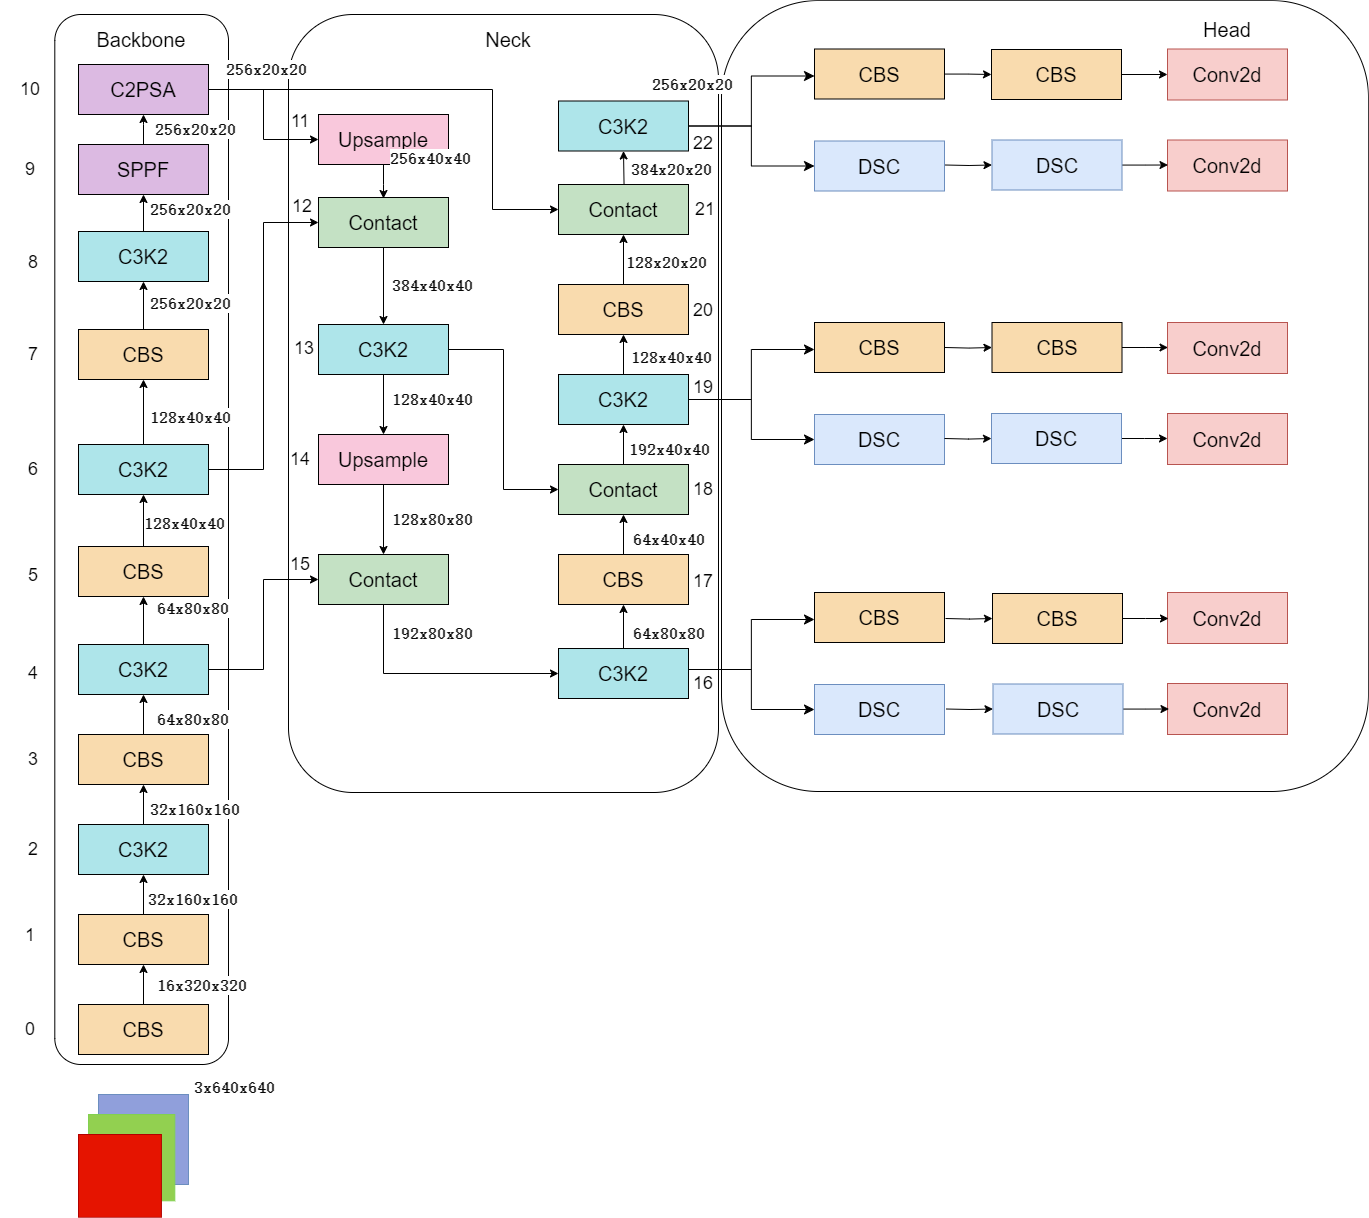 Backbone
10
C2PSA
256x20x20
9
SPPF
256x20x20
8
C3K2
256x20x20
7
CBS
128x40x40
6
C3K2
128x40x40
5
CBS
64x80x80
4
C3K2
64x80x80
3
CBS
32x160x160
2
C3K2
32x160x160
1
CBS
16x320x320
0
CBS
3x640x640
Neck
256x20x20
11
Upsample
256x40x40
12
Contact
384x40x40
13
C3K2
128x40x40
14
Upsample
128x80x80
15
Contact
192x80x80
256x20x20
C3K2
22
384x20x20
Contact
21
128x20x20
CBS
20
128x40x40
19
C3K2
192x40x40
Contact
18
64x40x40
CBS
17
64x80x80
C3K2
16
Head
CBS
CBS
Conv2d
DSC
DSC
Conv2d
CBS
CBS
Conv2d
DSC
DSC
Conv2d
CBS
CBS
Conv2d
DSC
DSC
Conv2d